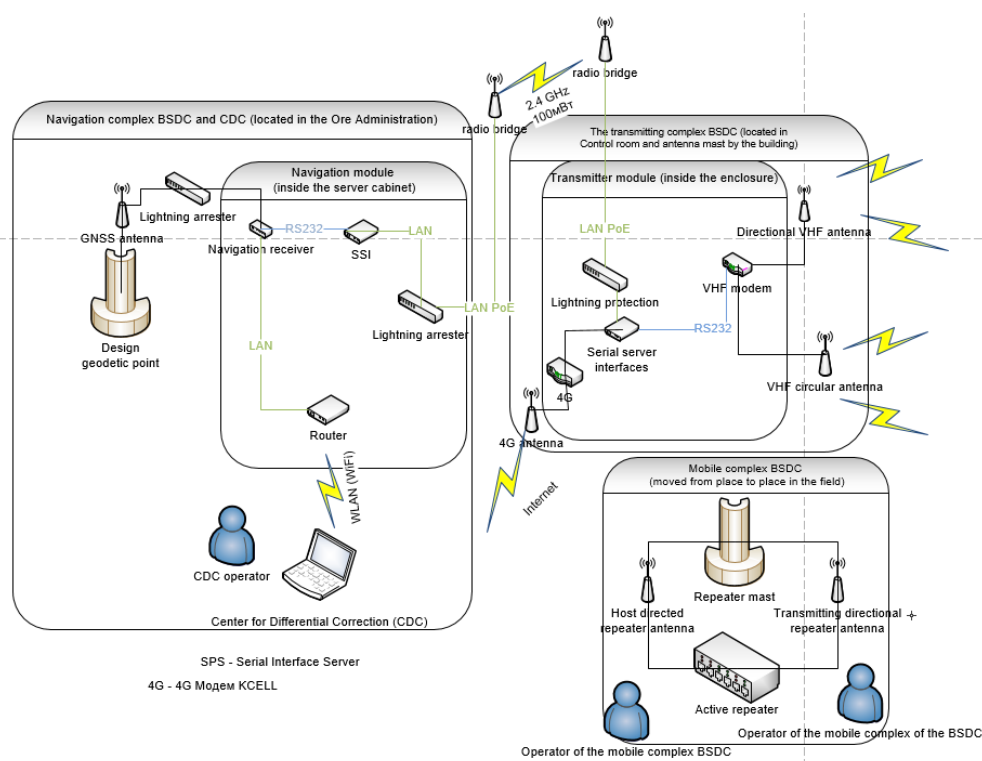 radio bridge
2.4 GHz
100мВт
radio bridge
Navigation complex BSDC and CDC (located in the Ore Administration)
The transmitting complex BSDC (located in
Control room and antenna mast by the building)
Navigation module
(inside the server cabinet)
Transmitter module (inside the enclosure)
Lightning arrester
GNSS antenna
Navigation receiver
RS232
SSI
LAN
LAN PoE
Directional VHF antenna
VHF modem
Lightning protection
Lightning arrester
LAN PoE
RS232
Serial server
interfaces
Design
geodetic point
LAN
4G
VHF circular antenna
Router
4G antenna
WLAN (WiFi)
Internet
Mobile complex BSDC
(moved from place to place in the field)
CDC operator
Repeater mast
Host directed
repeater antenna
Transmitting directional
repeater antenna
Center for Differential Correction (CDC)
SPS - Serial Interface Server
4G - 4G Модем KCELL
Active repeater
Operator of the mobile complex BSDC
Operator of the mobile complex of the BSDC